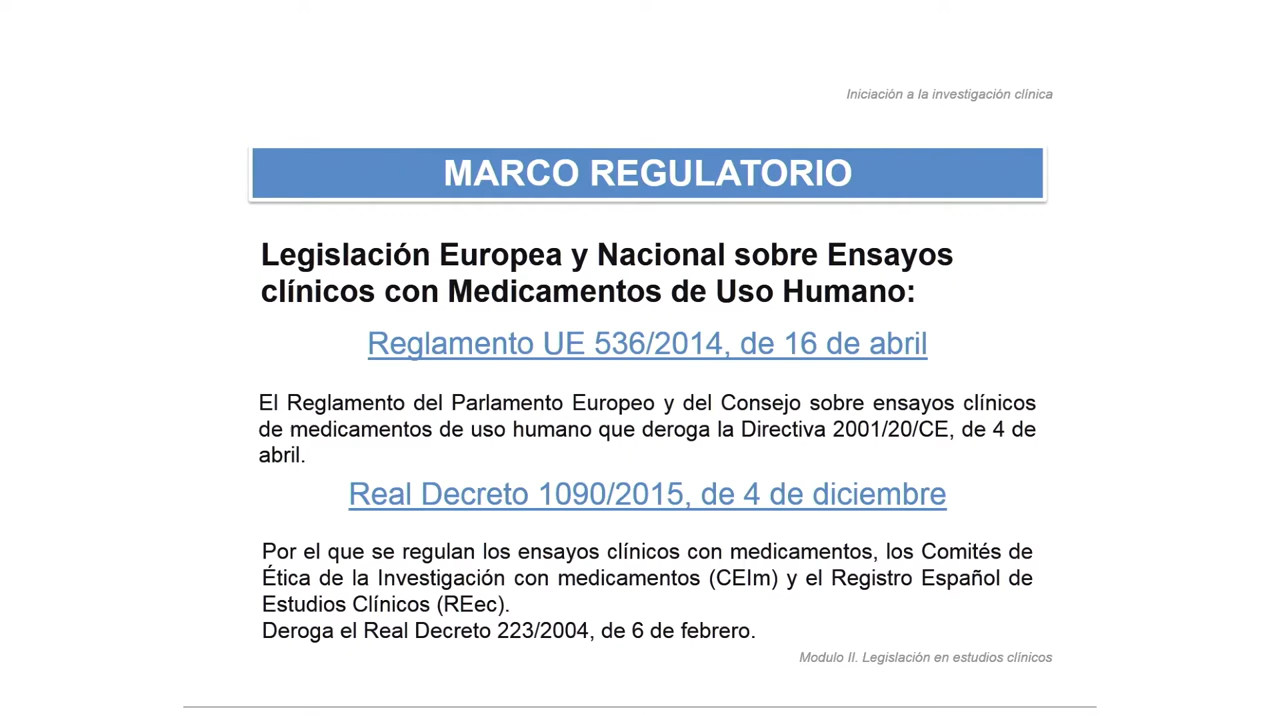 Iniciación a la investigación clínica
MARCO REGULATORIO
Legislación Europea y Nacional sobre Ensayos
clínicos con Medicamentos de Uso Humano:
Reglamento UE 536/2014, de 16 de abril
El Reglamento del Parlamento Europeo y del Consejo sobre ensayos clínicos
de medicamentos de uso humano que deroga la Directiva 2001/20/CE, de 4 de
abril.
Real Decreto 1090/2015, de 4 de diciembre
Por el que se regulan los ensayos clínicos con medicamentos, los Comités de
Ética de la Investigación con medicamentos (CEIm) y el Registro Español de
Estudios Clínicos (REec).
Deroga el Real Decreto 223/2004, de 6 de febrero.
Modulo II. Legislación en estudios clínicos